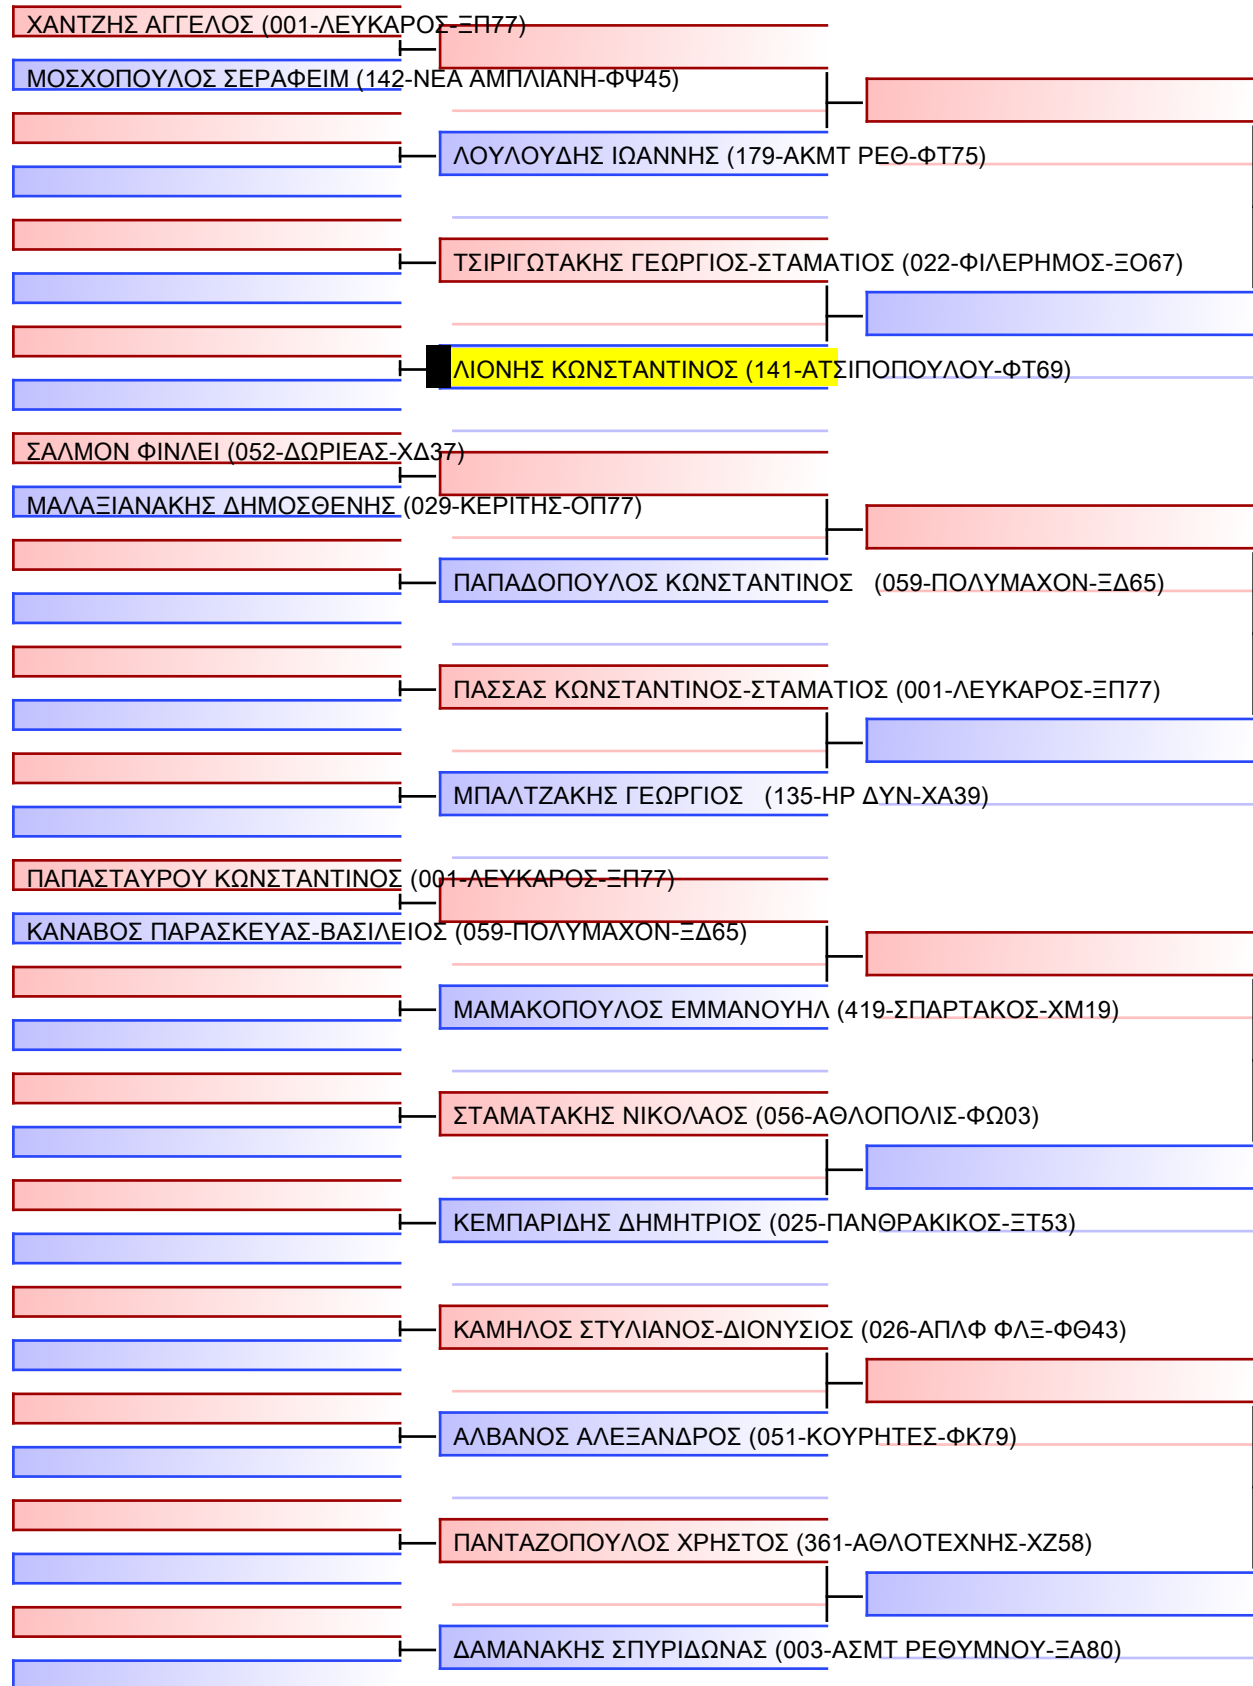 ΧΑΝΤΖΗΣ ΑΓΓΕΛΟΣ (001-ΛΕΥΚΑΡΟΣ-ΞΠ77)
ΜΟΣΧΟΠΟΥΛΟΣ ΣΕΡΑΦΕΙΜ (142-ΝΕΑ ΑΜΠΛΙΑΝΗ-ΦΨ45)
ΛΟΥΛΟΥΔΗΣ ΙΩΑΝΝΗΣ (179-ΑΚΜΤ ΡΕΘ-ΦΤ75)
ΤΣΙΡΙΓΩΤΑΚΗΣ ΓΕΩΡΓΙΟΣ-ΣΤΑΜΑΤΙΟΣ (022-ΦΙΛΕΡΗΜΟΣ-ΞΟ67)
ΛΙΟΝΗΣ ΚΩΝΣΤΑΝΤΙΝΟΣ (141-ΑΤΣΙΠΟΠΟΥΛΟΥ-ΦΤ69)
ΣΑΛΜΟΝ ΦΙΝΛΕΙ (052-ΔΩΡΙΕΑΣ-ΧΔ37)
ΜΑΛΑΞΙΑΝΑΚΗΣ ΔΗΜΟΣΘΕΝΗΣ (029-ΚΕΡΙΤΗΣ-ΟΠ77)
ΠΑΠΑΔΟΠΟΥΛΟΣ ΚΩΝΣΤΑΝΤΙΝΟΣ (059-ΠΟΛΥΜΑΧΟΝ-ΞΔ65)
ΠΑΣΣΑΣ ΚΩΝΣΤΑΝΤΙΝΟΣ-ΣΤΑΜΑΤΙΟΣ (001-ΛΕΥΚΑΡΟΣ-ΞΠ77)
ΜΠΑΛΤΖΑΚΗΣ ΓΕΩΡΓΙΟΣ (135-ΗΡ ΔΥΝ-ΧΑ39)
ΠΑΠΑΣΤΑΥΡΟΥ ΚΩΝΣΤΑΝΤΙΝΟΣ (001-ΛΕΥΚΑΡΟΣ-ΞΠ77)
ΚΑΝΑΒΟΣ ΠΑΡΑΣΚΕΥΑΣ-ΒΑΣΙΛΕΙΟΣ (059-ΠΟΛΥΜΑΧΟΝ-ΞΔ65)
ΜΑΜΑΚΟΠΟΥΛΟΣ ΕΜΜΑΝΟΥΗΛ (419-ΣΠΑΡΤΑΚΟΣ-ΧΜ19)
ΣΤΑΜΑΤΑΚΗΣ ΝΙΚΟΛΑΟΣ (056-ΑΘΛΟΠΟΛΙΣ-ΦΩ03)
ΚΕΜΠΑΡΙΔΗΣ ΔΗΜΗΤΡΙΟΣ (025-ΠΑΝΘΡΑΚΙΚΟΣ-ΞΤ53)
ΚΑΜΗΛΟΣ ΣΤΥΛΙΑΝΟΣ-ΔΙΟΝΥΣΙΟΣ (026-ΑΠΛΦ ΦΛΞ-ΦΘ43)
ΑΛΒΑΝΟΣ ΑΛΕΞΑΝΔΡΟΣ (051-ΚΟΥΡΗΤΕΣ-ΦΚ79)
ΠΑΝΤΑΖΟΠΟΥΛΟΣ ΧΡΗΣΤΟΣ (361-ΑΘΛΟΤΕΧΝΗΣ-ΧΖ58)
ΔΑΜΑΝΑΚΗΣ ΣΠΥΡΙΔΩΝΑΣ (003-ΑΣΜΤ ΡΕΘΥΜΝΟΥ-ΞΑ80)